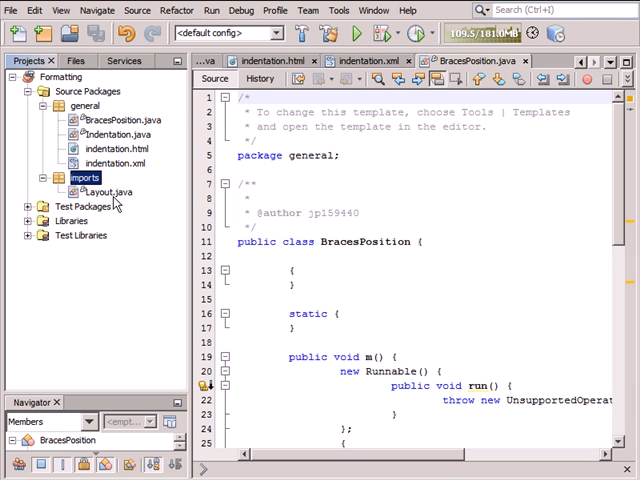 File Edit View Navigate Source Refactor Run Debug Profile Team Tools Window Help
Search (Ctrl+I)
<default config>
109.5/181.0MB
Projects Files Services
...va indentation.html indentation.xml BracesPosition.java
Source History
Formatting
Source Packages
general
BracesPosition.java
Indentation.java
indentation.html
indentation.xml
imports
Layout.java
Test Packages
Libraries
Test Libraries
1 /*
2 * To change this template, choose Tools | Templates
3 * and open the template in the editor.
4 */
5 package general;
6
7 /**
8 *
9 * @author jp159440
10 */
11 public class BracesPosition {
12
13 {
14 }
15
16 static {
17 }
18
19 public void m() {
20 new Runnable() {
public void run() {
22 throw new UnsupportedOperat
23 }
24 };
25 {
Navigator
Members <empt...>
BracesPosition